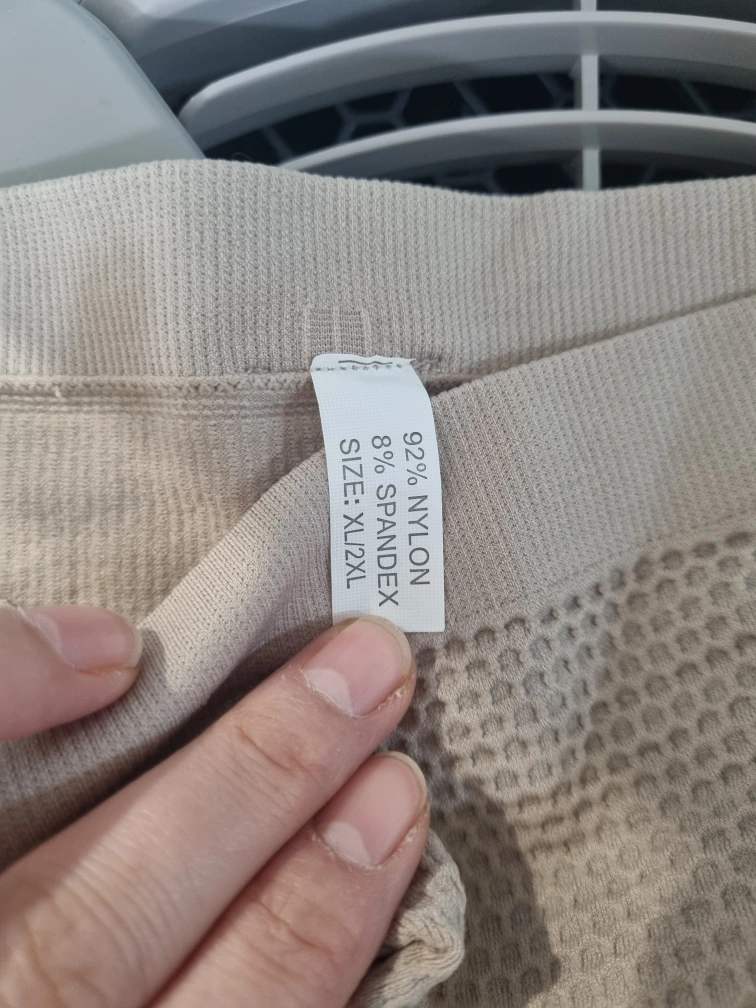 92% NYLON
8% SPANDEX
SIZE: XL/2XL